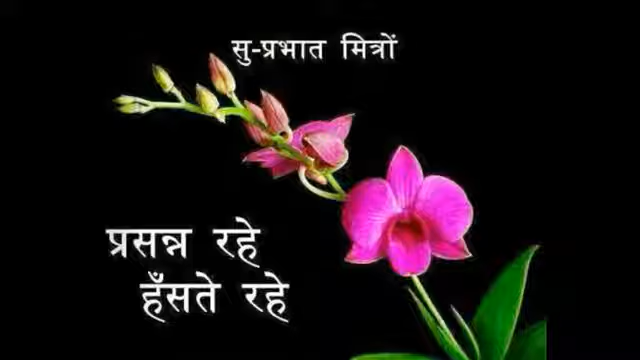 सु-प्रभात मित्रों
प्रसन्न रहे
हँसते रहे